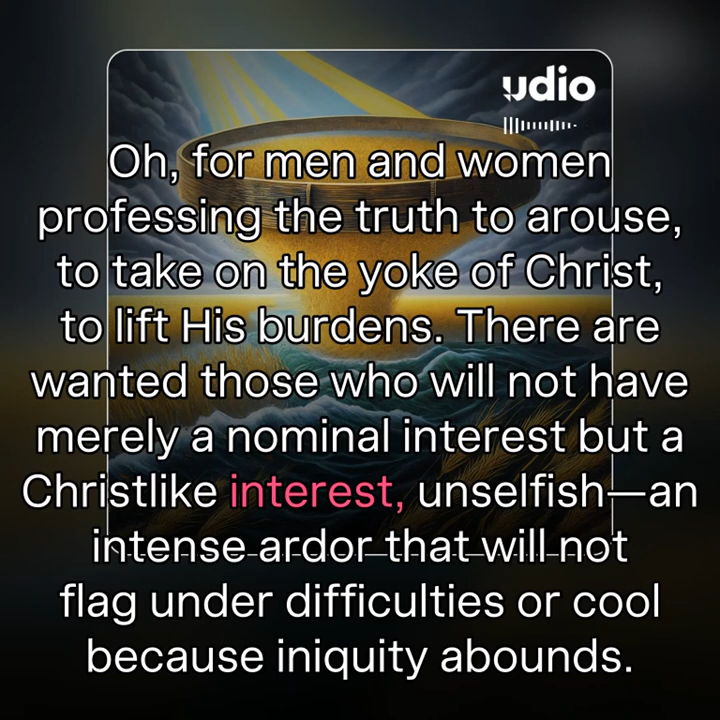 udio
Oh, for men and women
professing the truth to arouse,
to take on the yoke of Christ,
to lift His burdens. There are
wanted those who will not have
merely a nominal interest but a
Christlike interest, unselfish—an
intense ardor that will not
flag under difficulties or cool
because iniquity abounds.